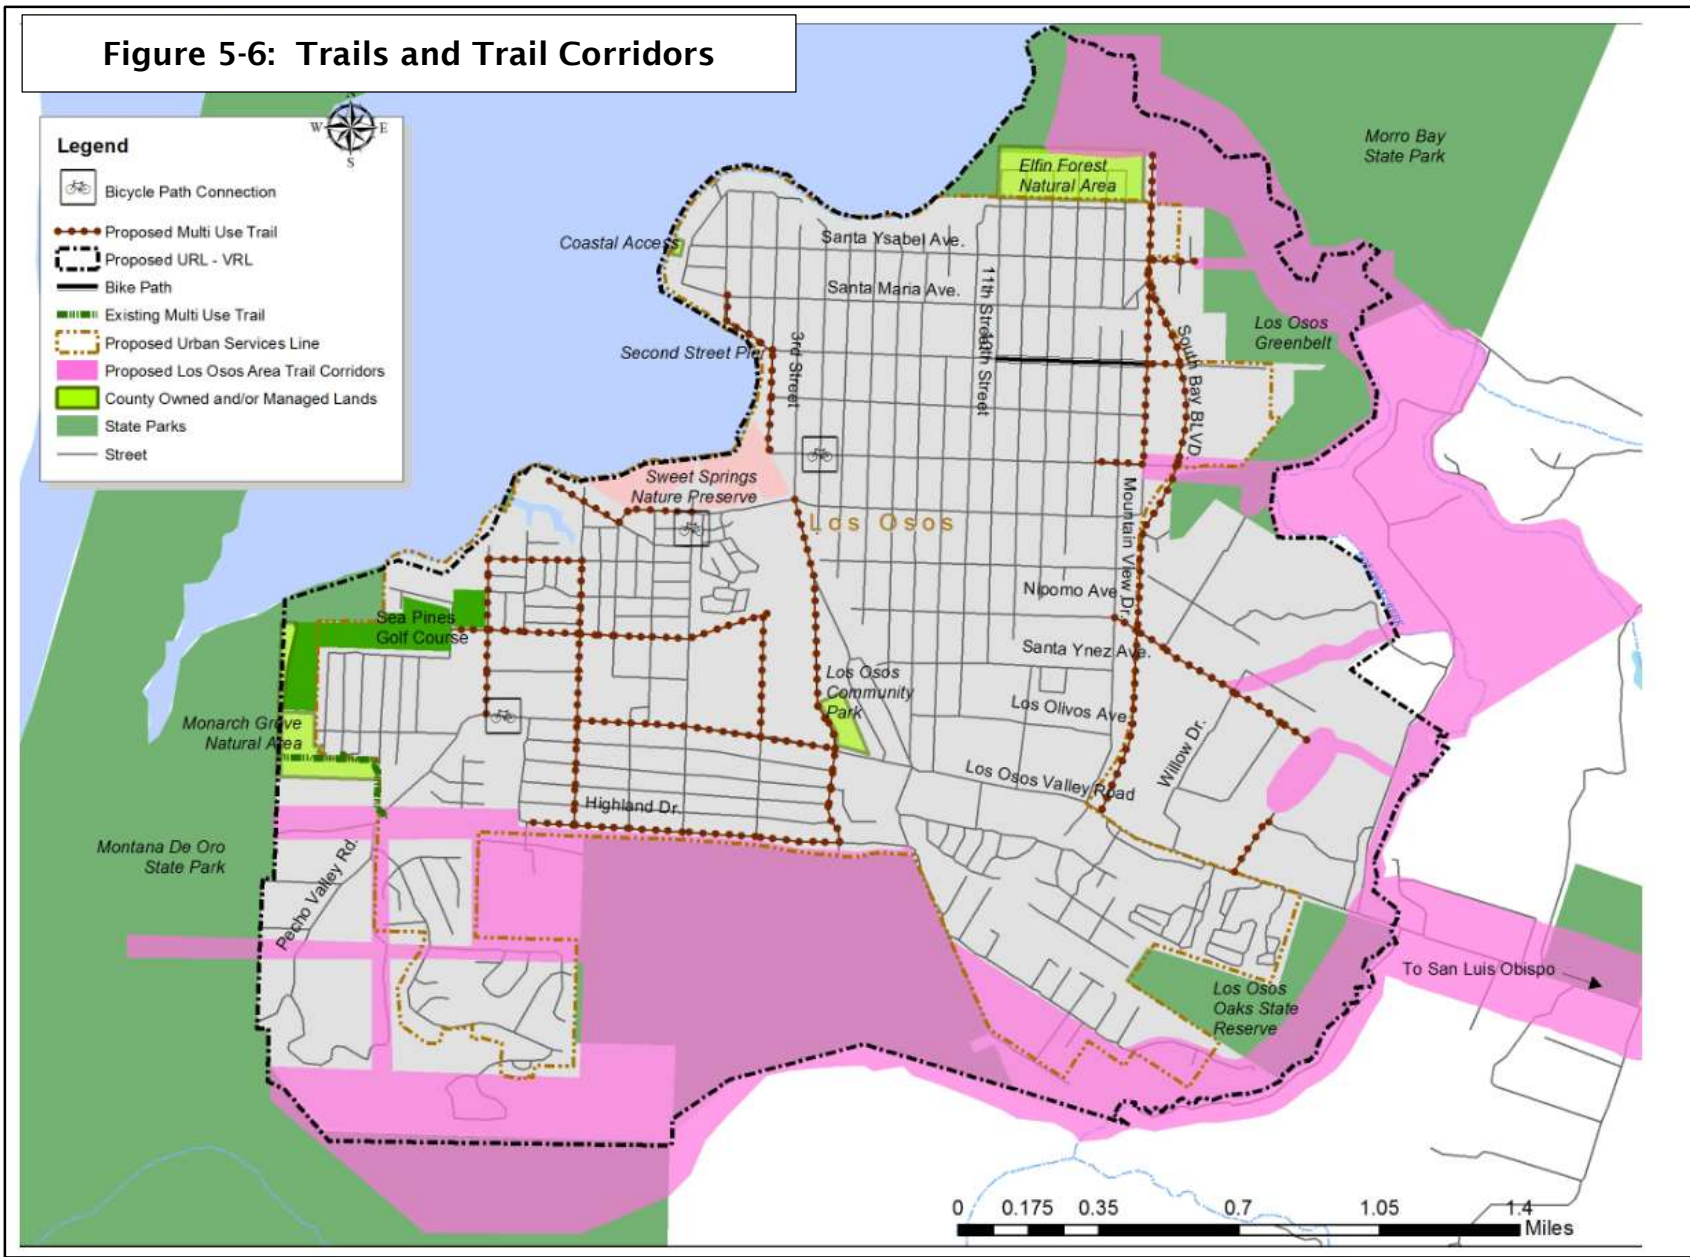 Figure 5-6: Trails and Trail Corridors
N
W
E
S
Legend
Bicycle Path Connection
Proposed Multi Use Trail
Proposed URL - VRL
Bike Path
Existing Multi Use Trail
Proposed Urban Services Line
Proposed Los Osos Area Trail Corridors
County Owned and/or Managed Lands
State Parks
Street
Morro Bay
State Park
Elfin Forest
Natural Area
Coastal Access
Santa Ysabel Ave.
Santa Maria Ave.
11th Street
10th Street
3rd Street
Second Street Pier
South Bay BLVD
Los Osos
Greenbelt
Sweet Springs
Nature Preserve
Los Osos
Mountain View Dr.
Nipomo Ave.
Santa Ynez Ave.
Sea Pines
Golf Course
Los Osos
Community
Park
Los Olivos Ave.
Willow Dr.
Monarch Grove
Natural Area
Los Osos Valley Road
Highland Dr.
Montana De Oro
State Park
Pecho Valley Rd.
To San Luis Obispo
Los Osos
Oaks State
Reserve
0 0.175 0.35 0.7 1.05 1.4
Miles